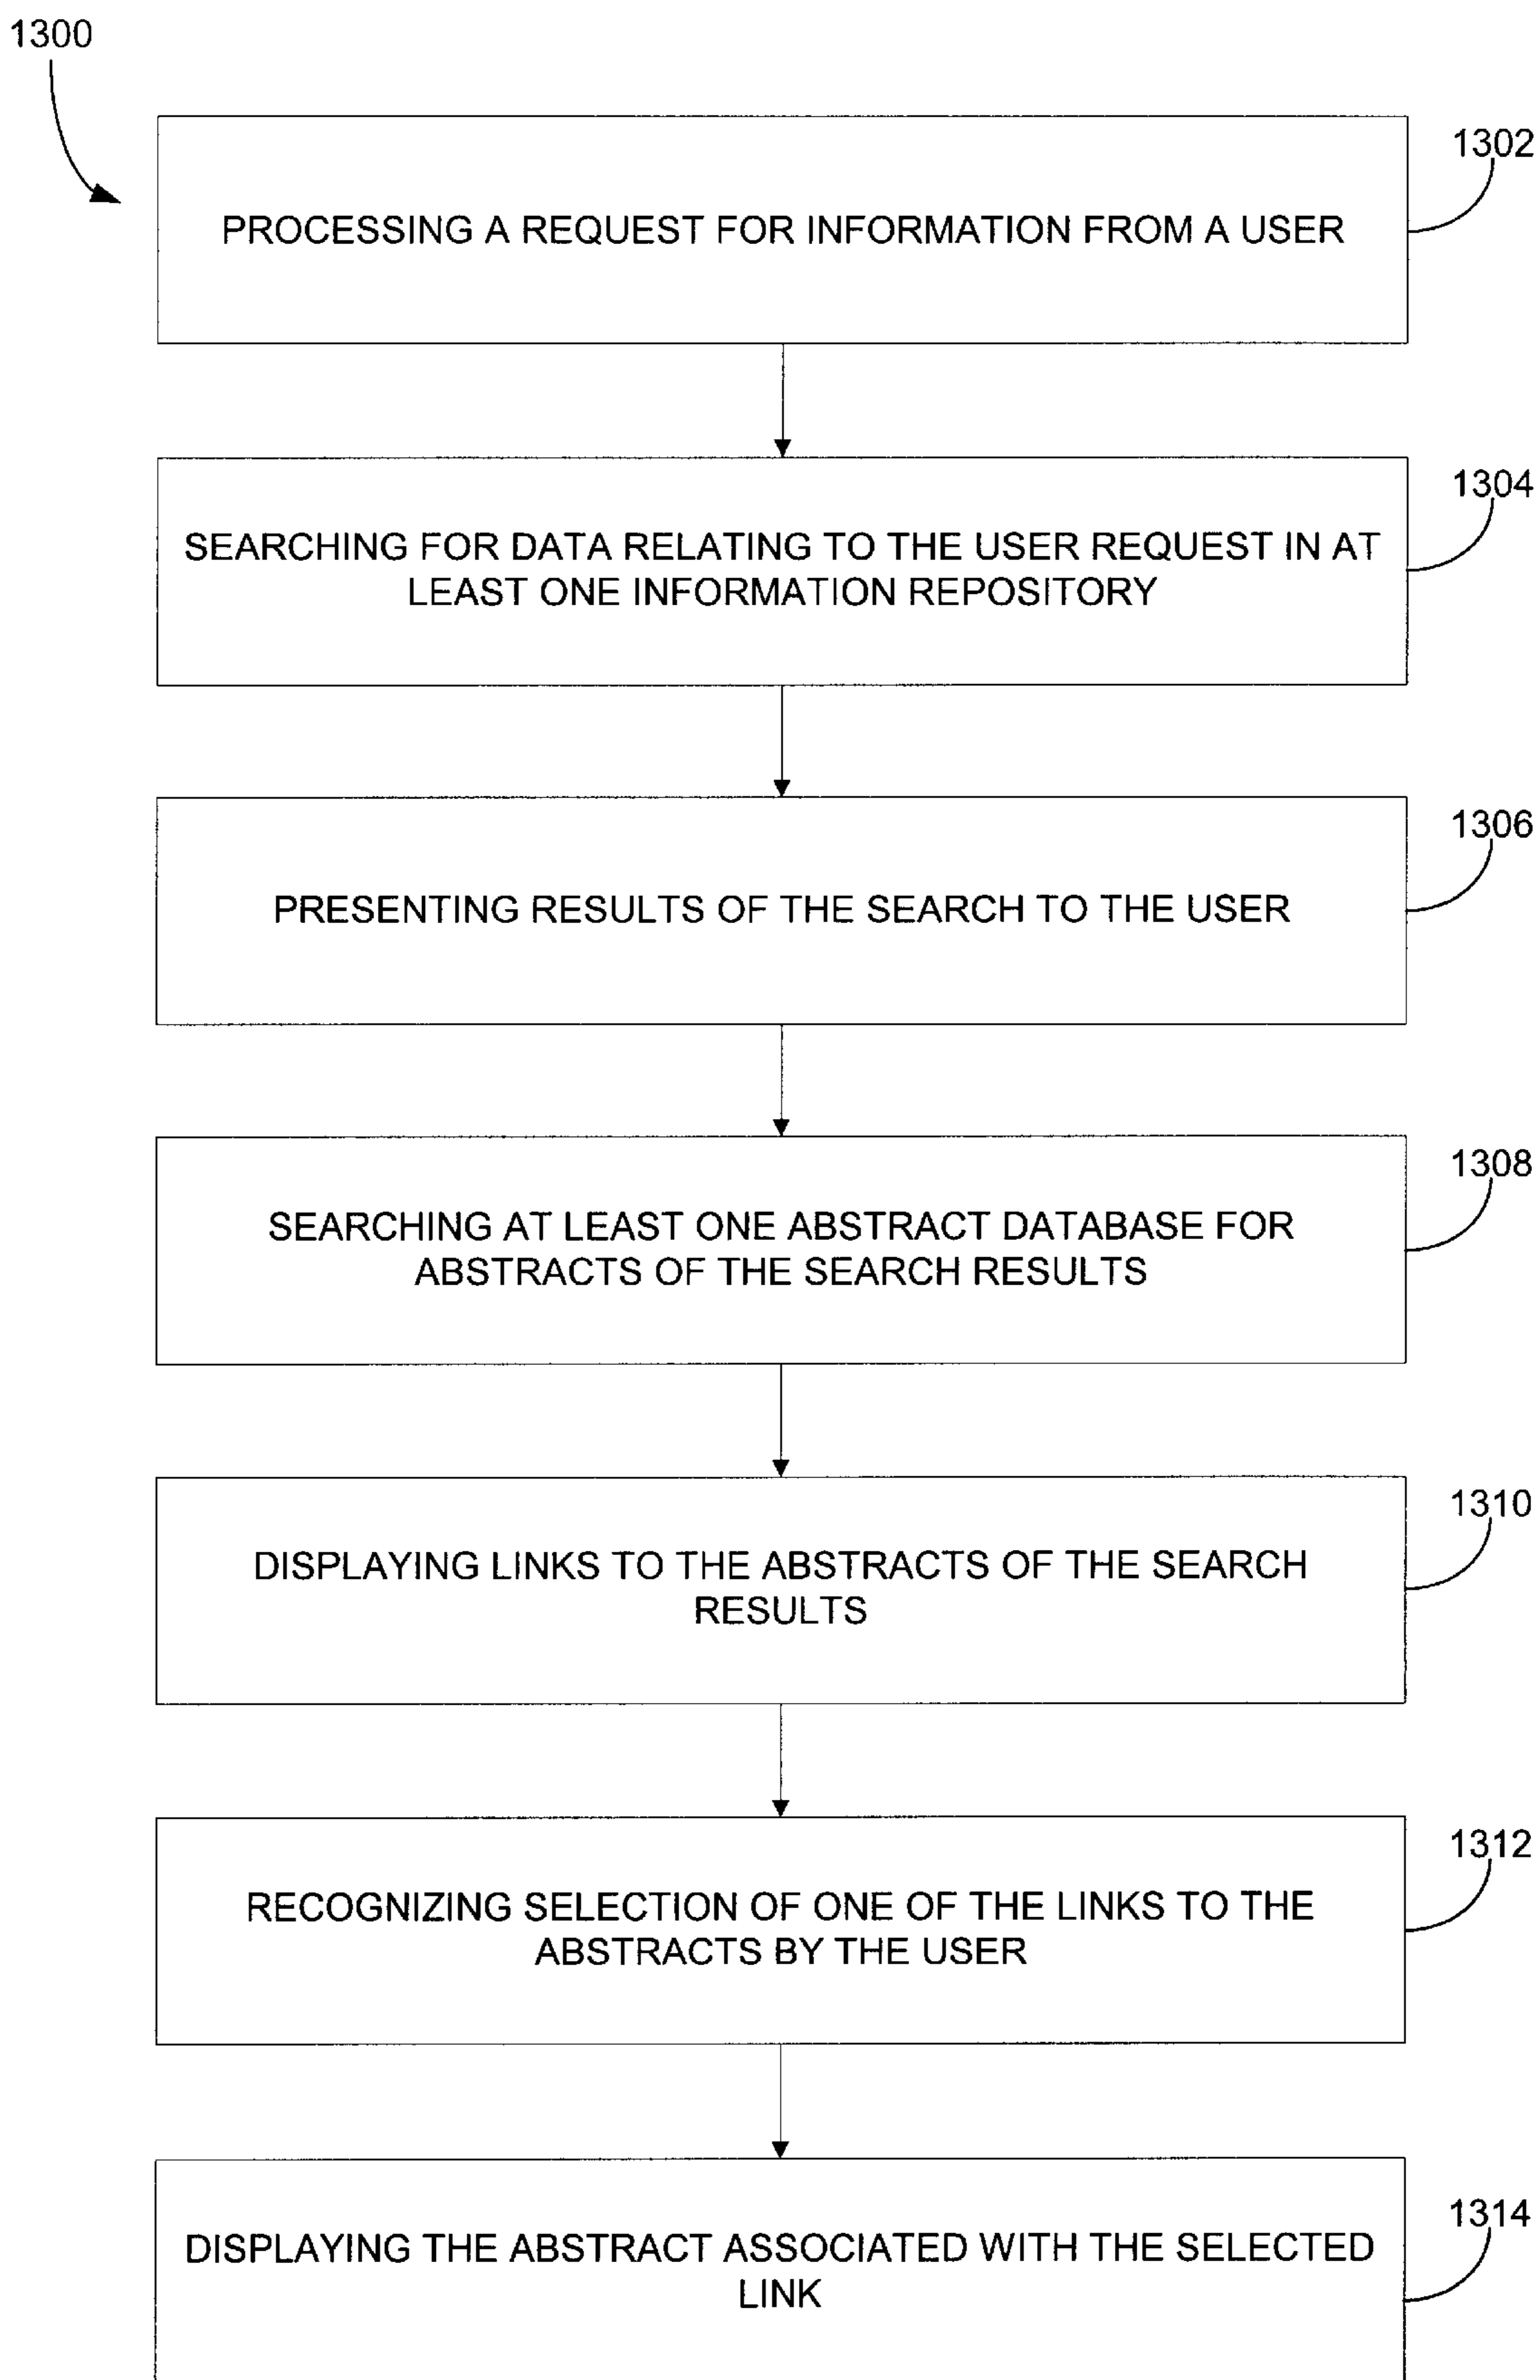 1300
1302
PROCESSING A REQUEST FOR INFORMATION FROM A USER
1304
SEARCHING FOR DATA RELATING TO THE USER REQUEST IN AT
LEAST ONE INFORMATION REPOSITORY
1306
PRESENTING RESULTS OF THE SEARCH TO THE USER
1308
SEARCHING AT LEAST ONE ABSTRACT DATABASE FOR
ABSTRACTS OF THE SEARCH RESULTS
1310
DISPLAYING LINKS TO THE ABSTRACTS OF THE SEARCH
RESULTS
1312
RECOGNIZING SELECTION OF ONE OF THE LINKS TO THE
ABSTRACTS BY THE USER
1314
DISPLAYING THE ABSTRACT ASSOCIATED WITH THE SELECTED
LINK